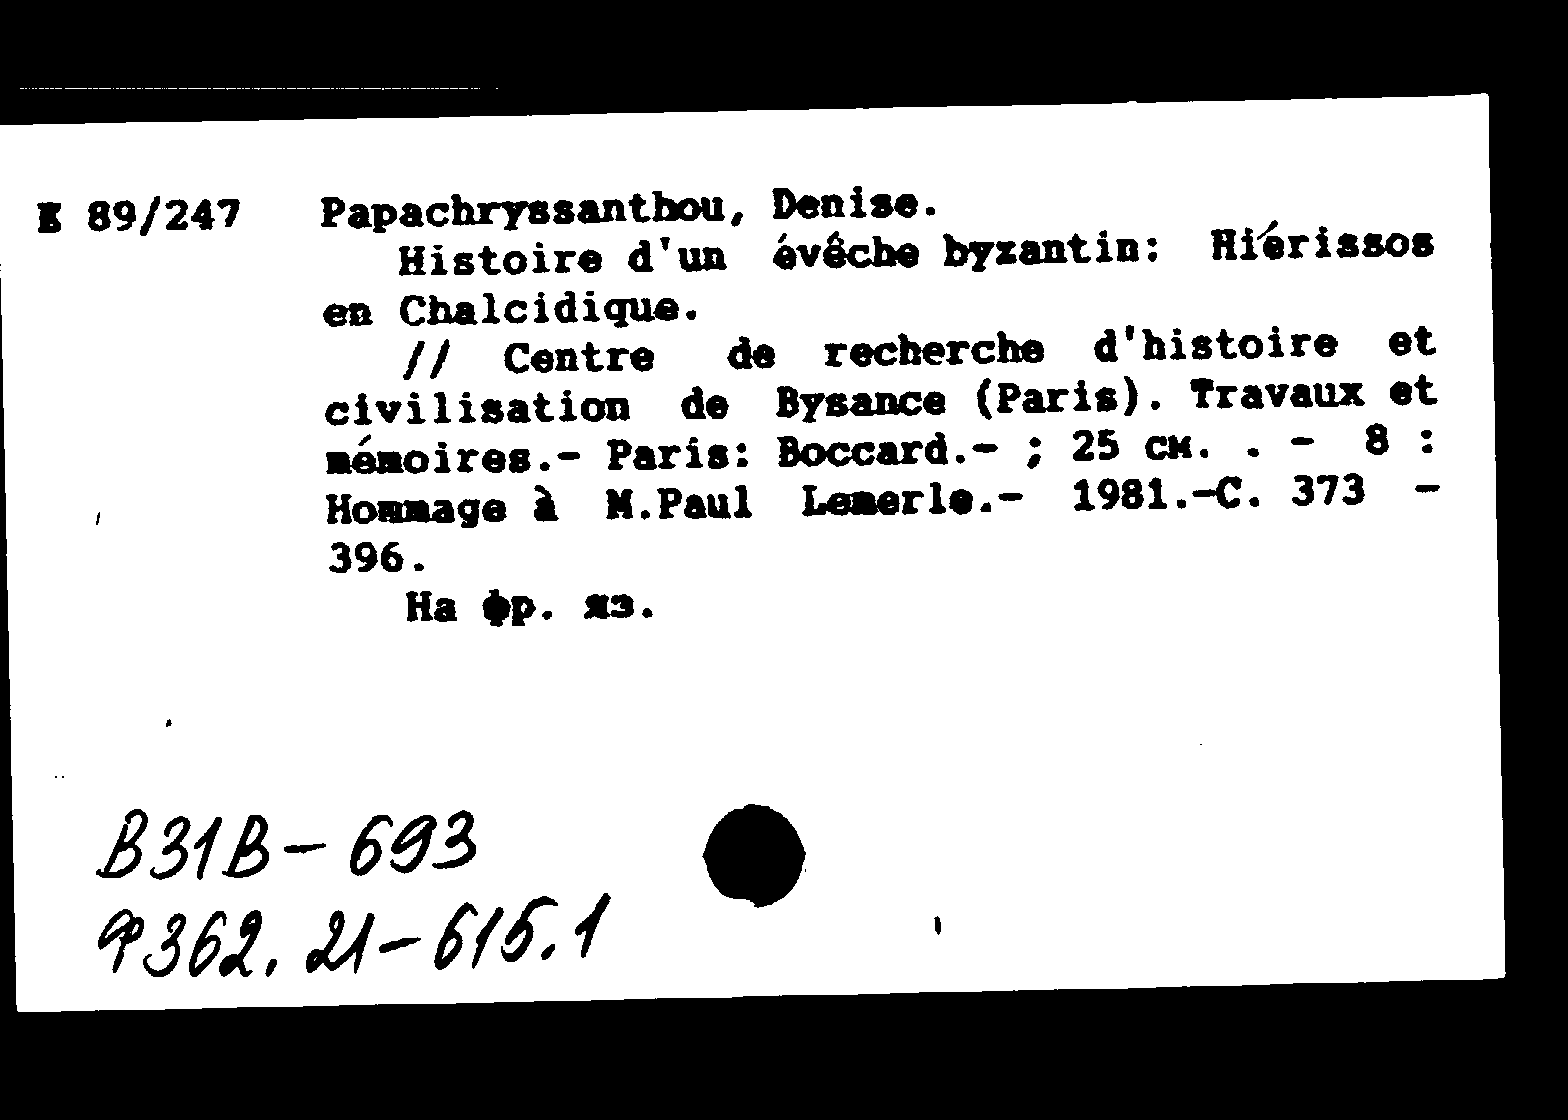 89/247 Papachryssanthou, Denise.
Histoire d'un évêche byzantin: Hiérissos
en Chalcidique.
// Centre de recherche d'histoire et
civilisation de Bysance (Paris). Travaux et
mémoires.- Paris: Boccard.- ; 25 см. . - 8 :
Hommage à M.Paul Lemerle.- 1981.-С. 373 -
396.
На фр. яз.
В31В-693
Ф362.21-615.1